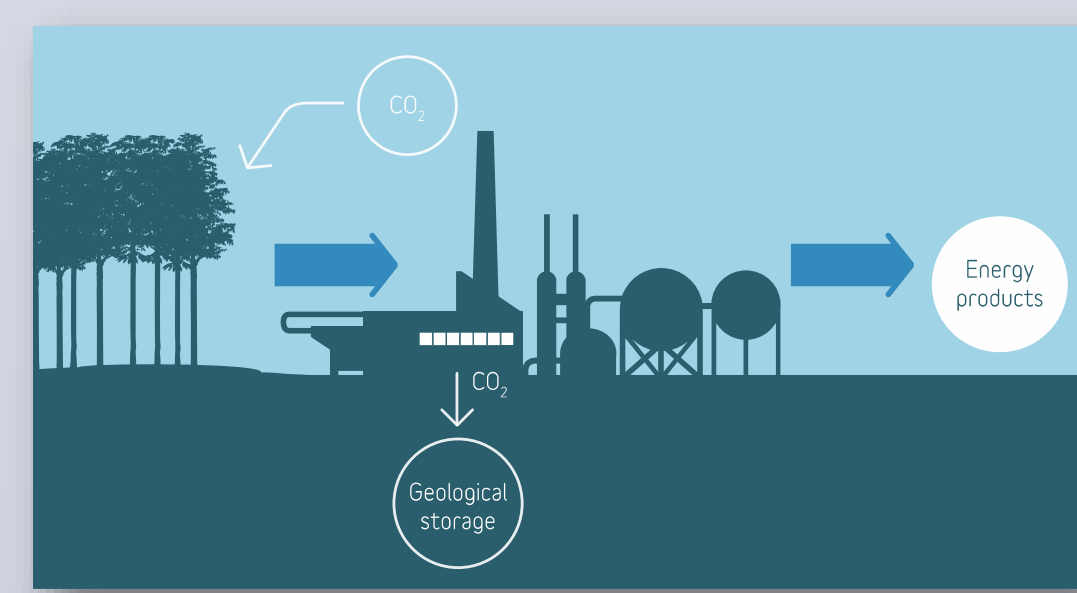 CO₂
Energy
products
CO₂
Geological
storage